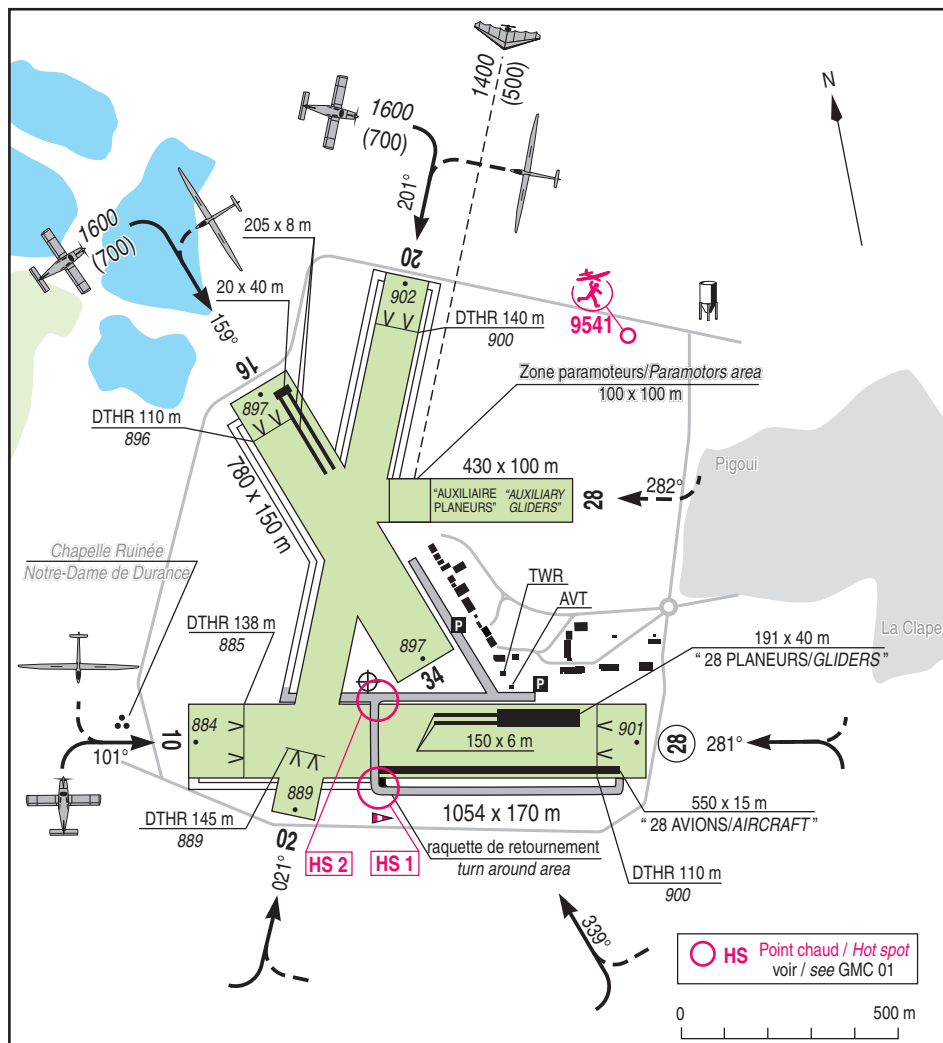 1400
(500)
N
1600
(700)
201°
1600
(700)
205 x 8 m
20
20 x 40 m
902
DTHR 140 m
900
9541
159°
16
Zone paramoteurs/Paramotors area
100 x 100 m
897
DTHR 110 m
896
430 x 100 m
Pigoui
"AUXILIAIRE "AUXILIARY
PLANEURS" GLIDERS"
28
282°
780 x 150 m
Chapelle Ruinée
Notre-Dame de Durance
TWR
AVT
P
La Clape
DTHR 138 m
885
191 x 40 m
" 28 PLANEURS/GLIDERS "
897
34
P
884
10
101°
150 x 6 m
901
28
281°
889
DTHR 145 m
889
1054 x 170 m
550 x 15 m
" 28 AVIONS/AIRCRAFT "
02
021°
HS 2
HS 1
raquette de retournement
turn around area
DTHR 110 m
900
339°
HS Point chaud / Hot spot
voir / see GMC 01
0 500 m